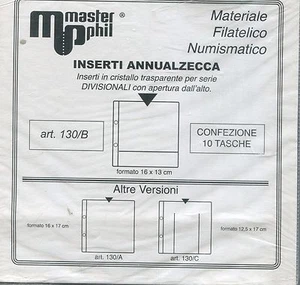 master
phil
Materiale
Filatelico
Numismatico
INSERTI ANNUALZECCA
Inserti in cristallo trasparente per serie
DIVISIONALI con apertura dall'alto.
art. 130/B
CONFEZIONE
10 TASCHE
formato 16 x 13 cm
Altre Versioni
formato
16 x 17 cm
formato 12,5 x 17 cm
art. 130/A
art. 130/C